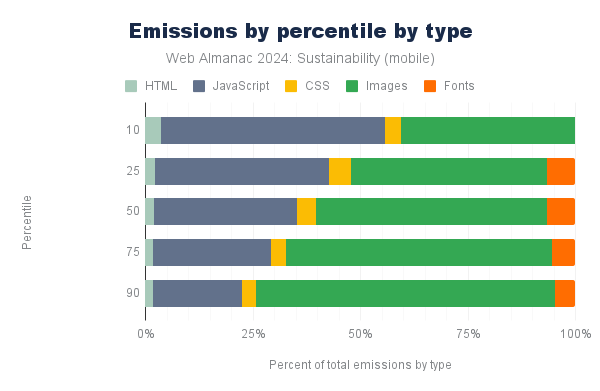 Emissions by percentile by type
Web Almanac 2024: Sustainability (mobile)
HTML JavaScript CSS Images Fonts
10
25
50
75
90
Percentile
0% 25% 50% 75% 100%
Percent of total emissions by type